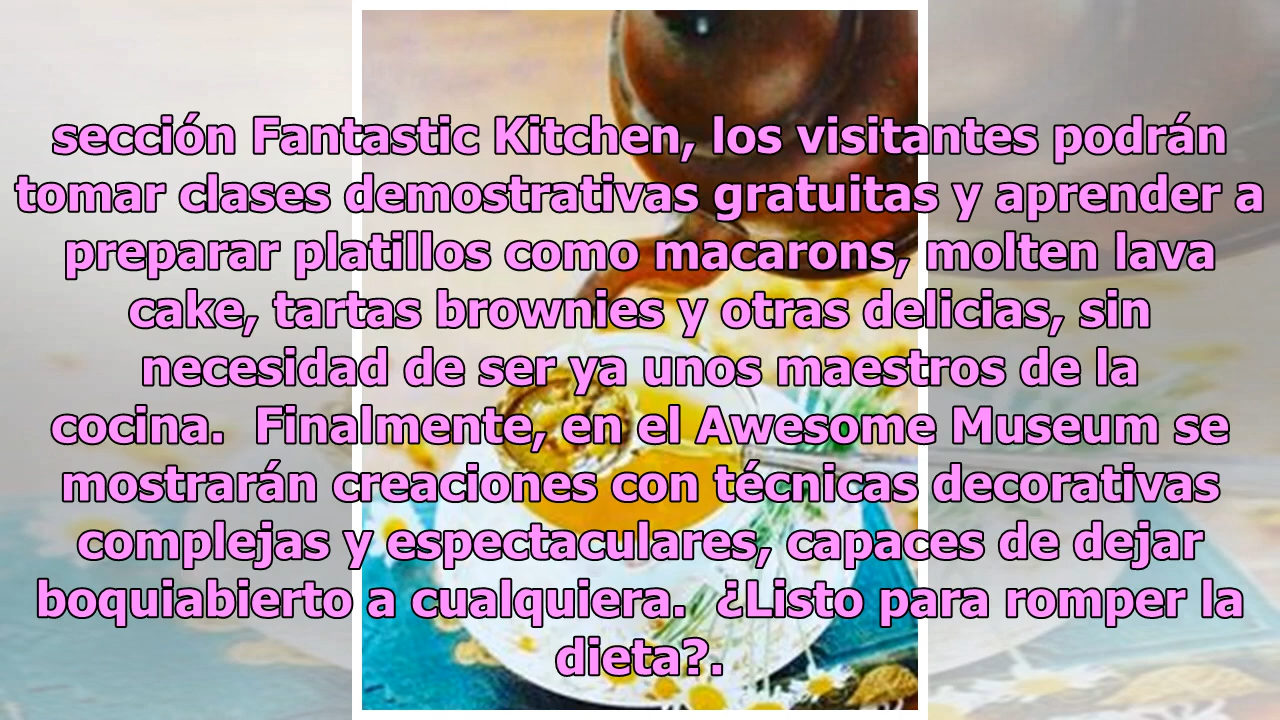 sección Fantastic Kitchen, los visitantes podrán
tomar clases demostrativas gratuitas y aprender a
preparar platillos como macarons, molten lava
cake, tartas brownies y otras delicias, sin
necesidad de ser ya unos maestros de la
cocina.  Finalmente, en el Awesome Museum se
mostrarán creaciones con técnicas decorativas
complejas y espectaculares, capaces de dejar
boquiabierto a cualquiera.  ¿Listo para romper la
dieta?.